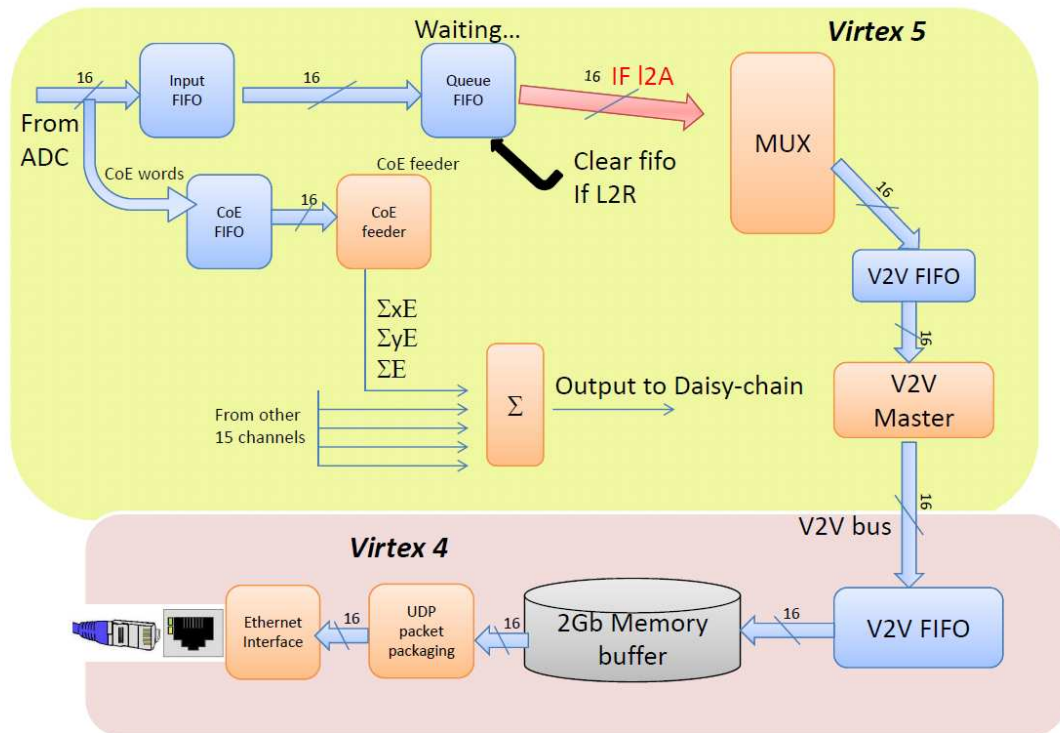 Waiting...
Virtex 5
16
Input
FIFO
16
Queue
FIFO
16
IF l2A
MUX
From
ADC
CoE words
CoE
FIFO
16
CoE feeder
CoE
feeder
Clear fifo
If L2R
16
V2V FIFO
16
ΣxE
ΣyE
ΣE
From other
15 channels
Σ
Output to Daisy-chain
V2V
Master
16
V2V bus
Virtex 4
Ethernet
Interface
16
UDP
packet
packaging
16
2Gb Memory
buffer
16
V2V FIFO